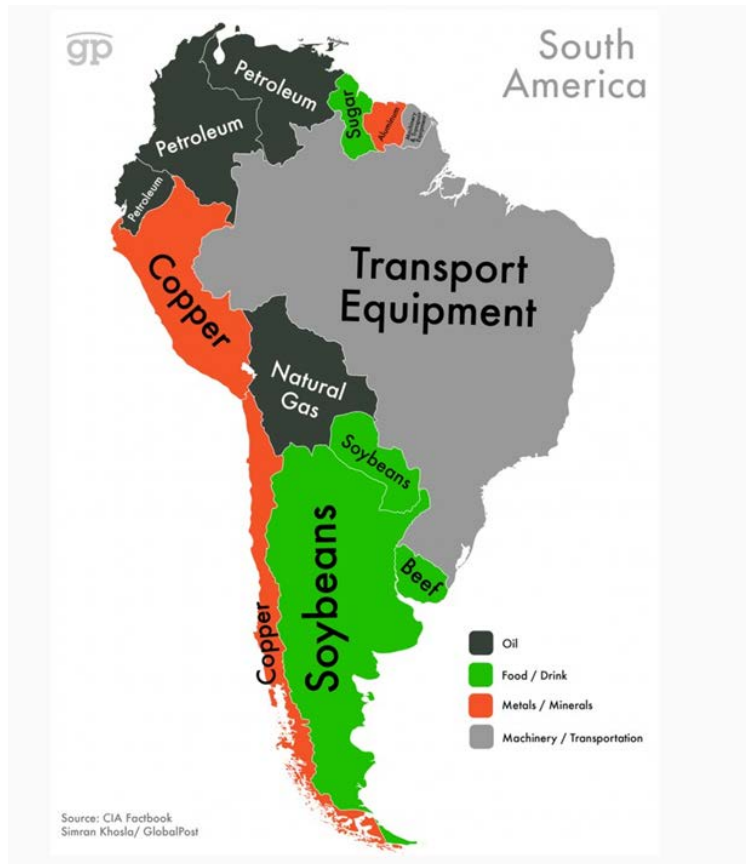 gp
South
America
Petroleum
Petroleum
Petroleum
Sugar
Aluminum
Copper
Transport
Equipment
Natural
Gas
Soybeans
Soybeans
Beef
Copper
Oil
Food / Drink
Metals / Minerals
Machinery / Transportation
Source: CIA Factbook
Simran Khosla/ GlobalPost